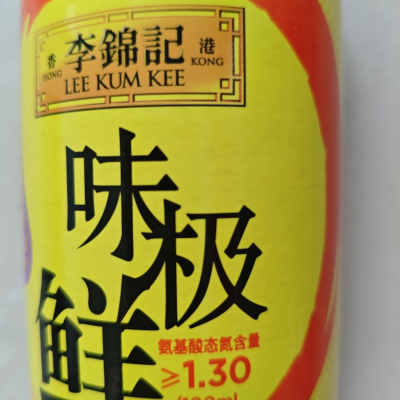 香 李錦記 港
HONG LEE KUM KEE KONG
味极鲜
氨基酸态氮含量
≥1.30
/100ml